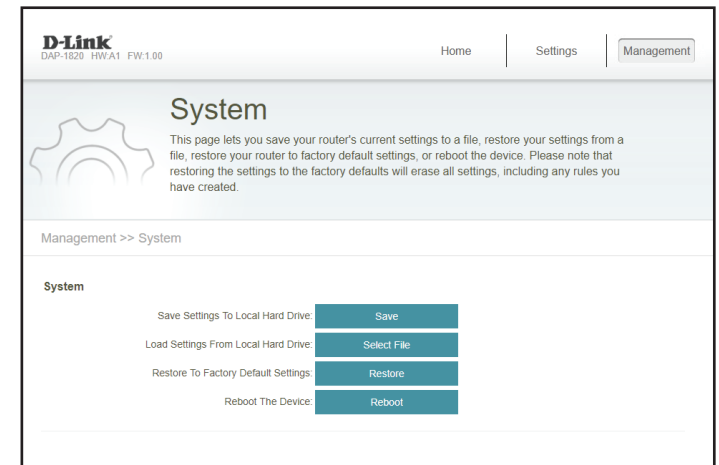 D-Link
DAP-1820 HW:A1 FW:1.00
Home Settings Management
System
This page lets you save your router's current settings to a file, restore your settings from a
file, restore your router to factory default settings, or reboot the device. Please note that
restoring the settings to the factory defaults will erase all settings, including any rules you
have created.
Management >> System
System
Save Settings To Local Hard Drive: Save
Load Settings From Local Hard Drive: Select File
Restore To Factory Default Settings: Restore
Reboot The Device: Reboot